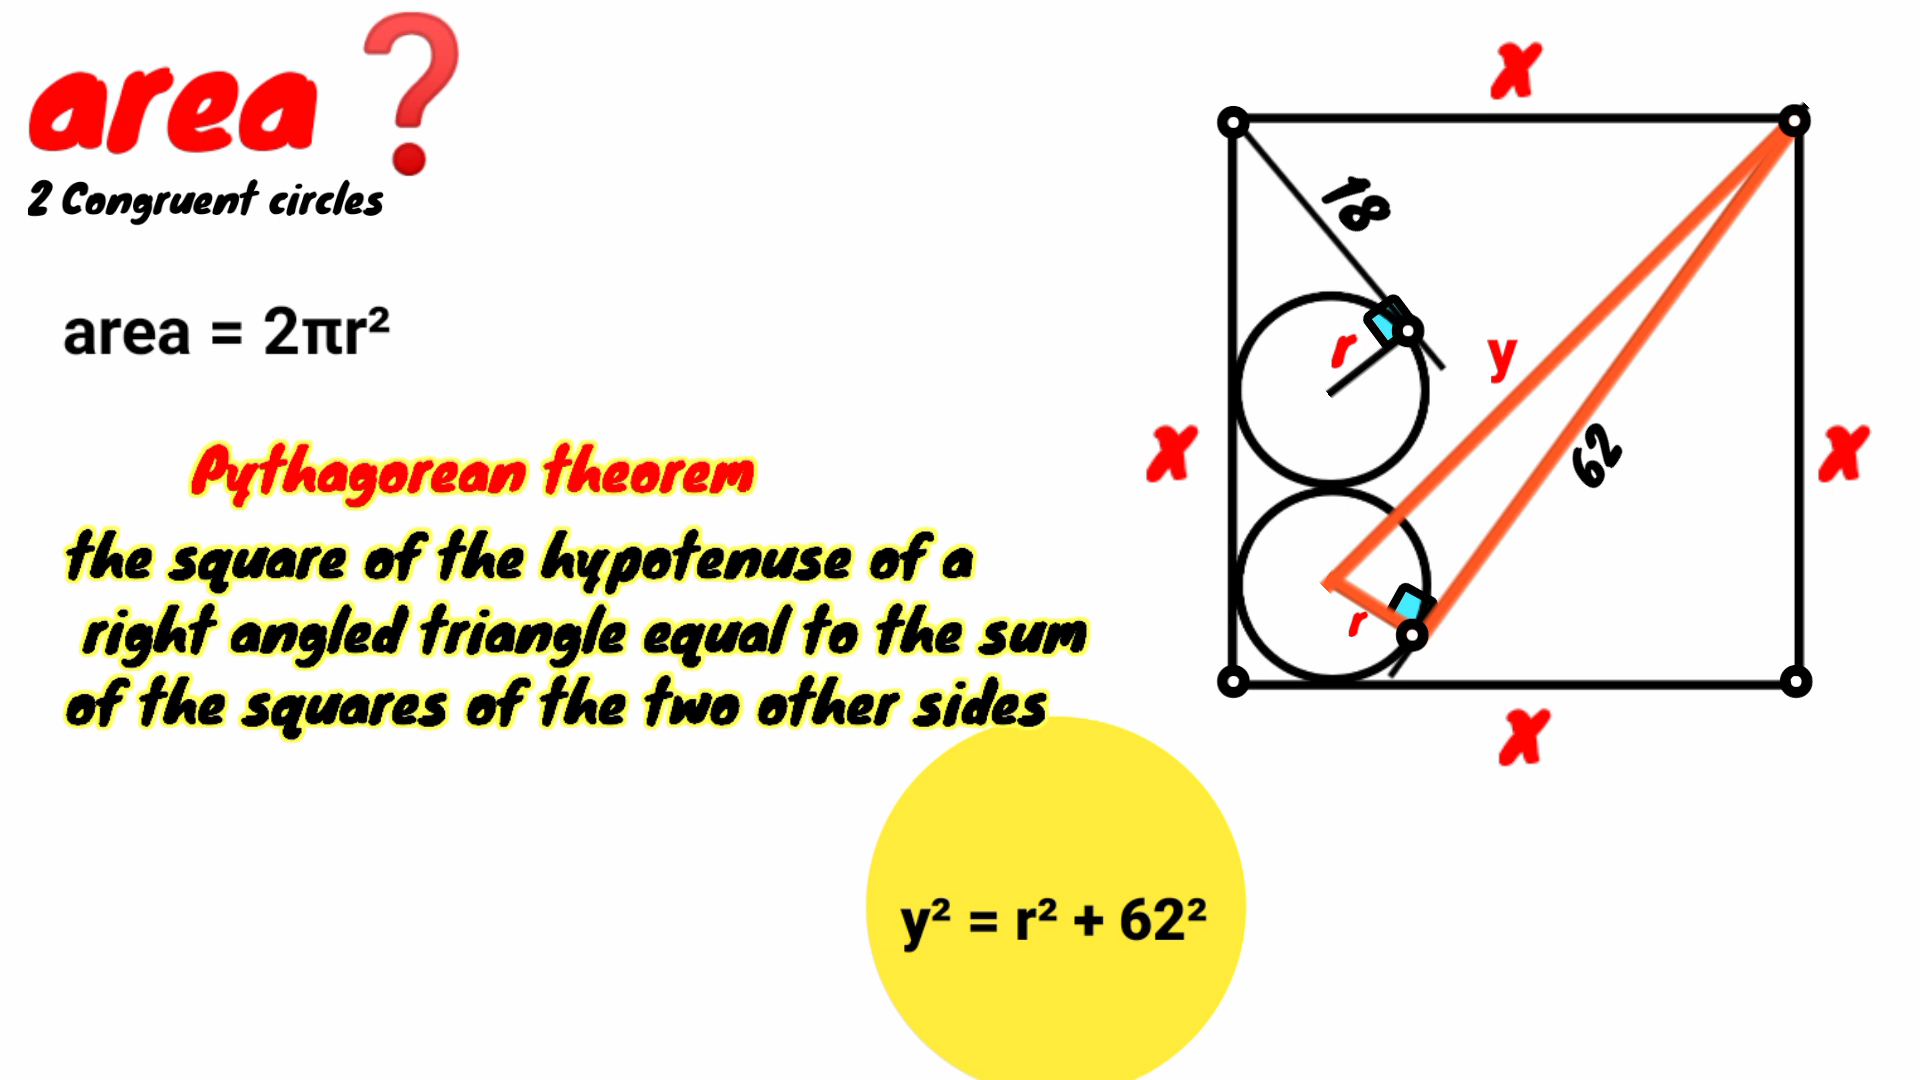 area❓
2 Congruent circles
area = 2πr²
Pythagorean theorem
the square of the hypotenuse of a
right angled triangle equal to the sum
of the squares of the two other sides
y² = r² + 62²
x
18
r
y
x
62
x
r
x